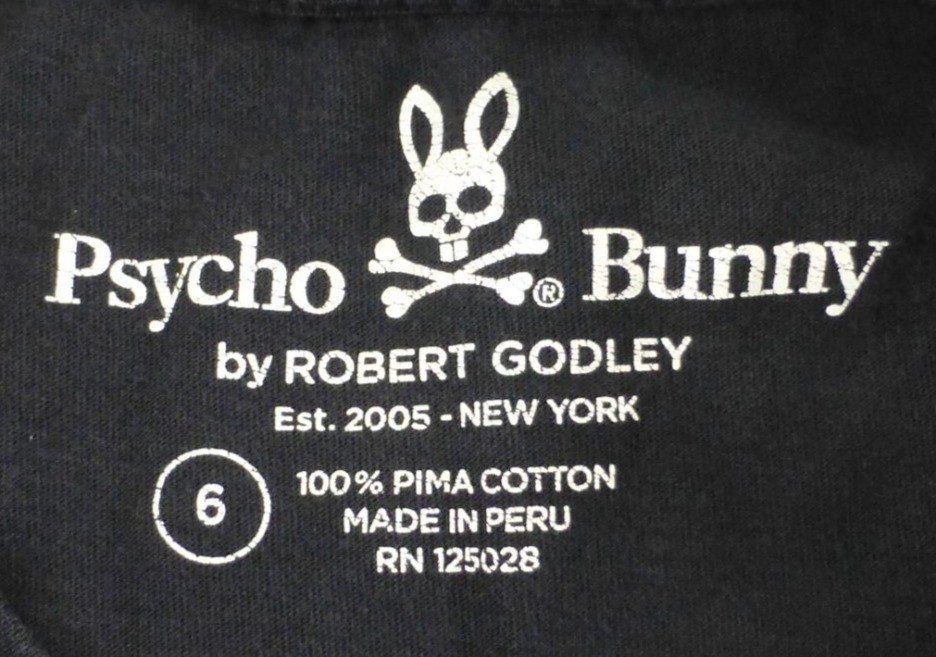 Psycho ® Bunny
by ROBERT GODLEY
Est. 2005 - NEW YORK
6
100% PIMA COTTON
MADE IN PERU
RN 125028